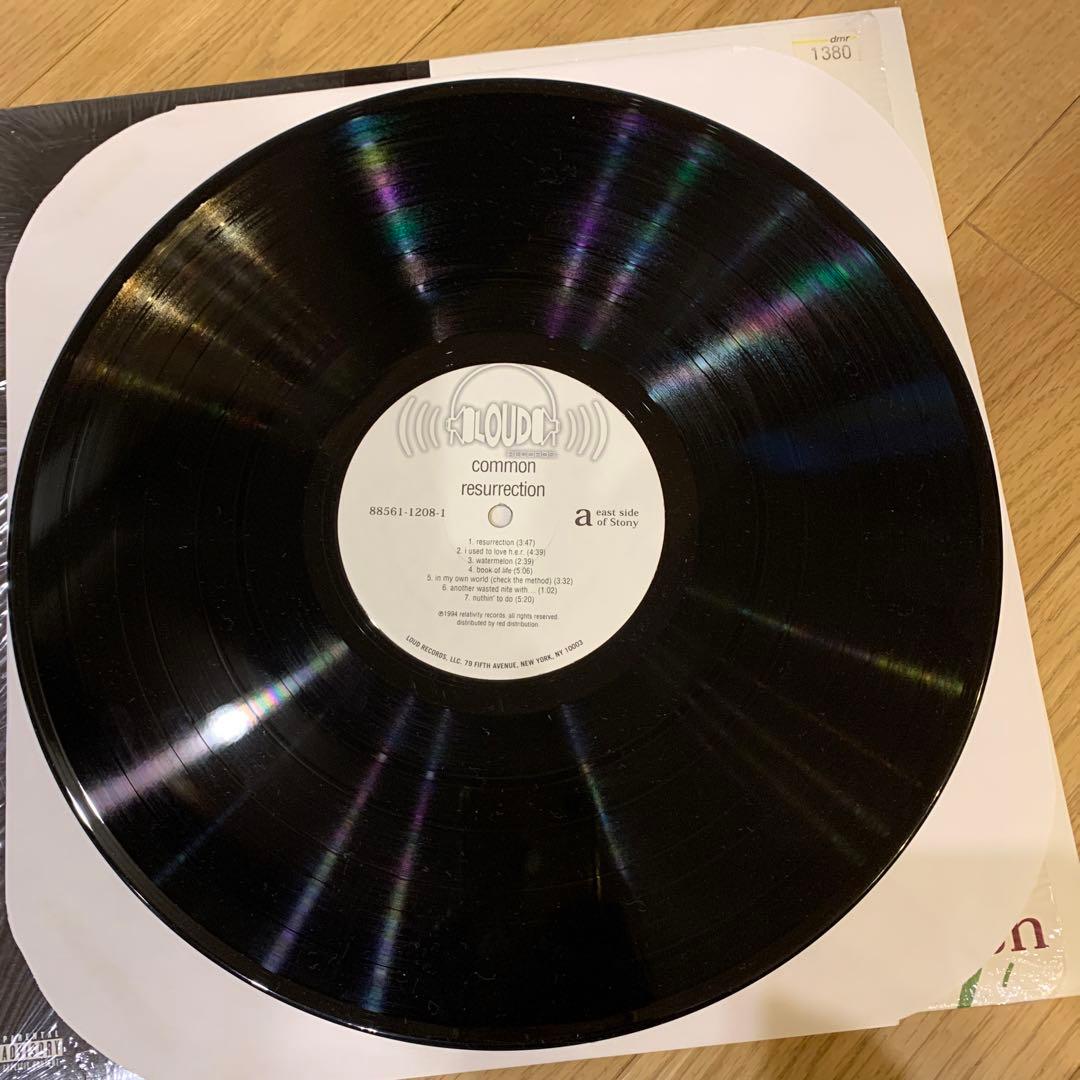 dmr
1380
LOUD
RECORDS
common
resurrection
88561-1208-1
a east side
of Stony
1. resurrection (3:47)
2. i used to love h.e.r. (4:39)
3. watermelon (2:39)
4. book of life (5:06)
5. in my own world (check the method) (3:32)
6. another wasted nite with... (1:02)
7. nuthin' to do (5:20)
℗1994 relativity records. all rights reserved.
distributed by red distribution.
LOUD RECORDS, LLC. 79 FIFTH AVENUE, NEW YORK, NY 10003
n
ADVISORY